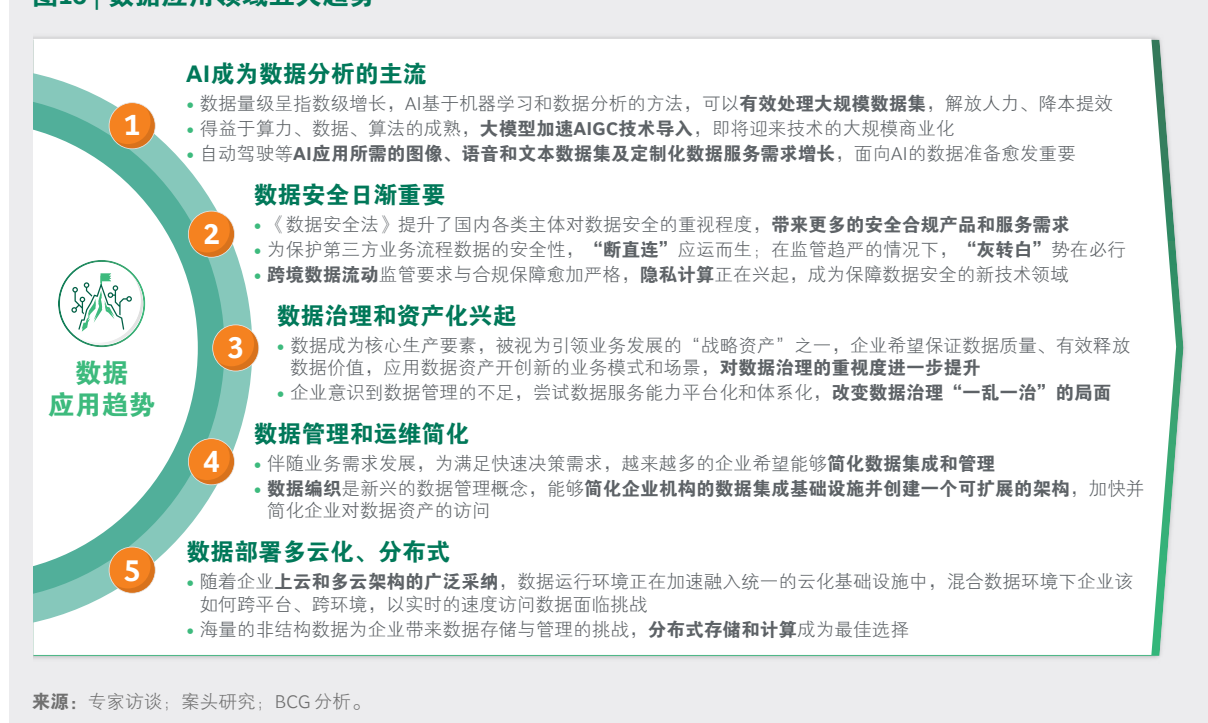 图16 | 数据应用领域五大趋势
AI成为数据分析的主流
• 数据量级呈指数级增长，AI基于机器学习和数据分析的方法，可以有效处理大规模数据集，解放人力、降本提效
• 得益于算力、数据、算法的成熟，大模型加速AIGC技术导入，即将迎来技术的大规模商业化
• 自动驾驶等AI应用所需的图像、语音和文本数据集及定制化数据服务需求增长，面向AI的数据准备愈发重要
1
数据安全日渐重要
• 《数据安全法》提升了国内各类主体对数据安全的重视程度，带来更多的安全合规产品和服务需求
• 为保护第三方业务流程数据的安全性，“断直连”应运而生；在监管趋严的情况下，“灰转白”势在必行
• 跨境数据流动监管要求与合规保障愈加严格，隐私计算正在兴起，成为保障数据安全的新技术领域
2
数据治理和资产化兴起
• 数据成为核心生产要素，被视为引领业务发展的“战略资产”之一，企业希望保证数据质量、有效释放
数据价值，应用数据资产开创新的业务模式和场景，对数据治理的重视度进一步提升
• 企业意识到数据管理的不足，尝试数据服务能力平台化和体系化，改变数据治理“一乱一治”的局面
3
数据
应用趋势
数据管理和运维简化
• 伴随业务需求发展，为满足快速决策需求，越来越多的企业希望能够简化数据集成和管理
• 数据编织是新兴的数据管理概念，能够简化企业机构的数据集成基础设施并创建一个可扩展的架构，加快并
简化企业对数据资产的访问
4
数据部署多云化、分布式
• 随着企业上云和多云架构的广泛采纳，数据运行环境正在加速融入统一的云化基础设施中，混合数据环境下企业该
如何跨平台、跨环境，以实时的速度访问数据面临挑战
• 海量的非结构数据为企业带来数据存储与管理的挑战，分布式存储和计算成为最佳选择
5
来源：专家访谈；案头研究；BCG 分析。